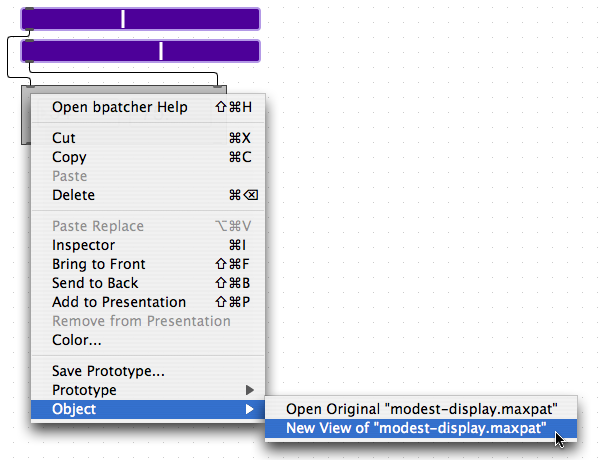 Open bpatcher Help ⇧⌘H
Cut ⌘X
Copy ⌘C
Paste
Delete ⌘⌫
Paste Replace ⌥⌘V
Inspector ⌘I
Bring to Front ⇧⌘F
Send to Back ⇧⌘B
Add to Presentation ⇧⌘P
Remove from Presentation
Color...
Save Prototype...
Prototype ▶
Object ▶
Open Original "modest-display.maxpat"
New View of "modest-display.maxpat"